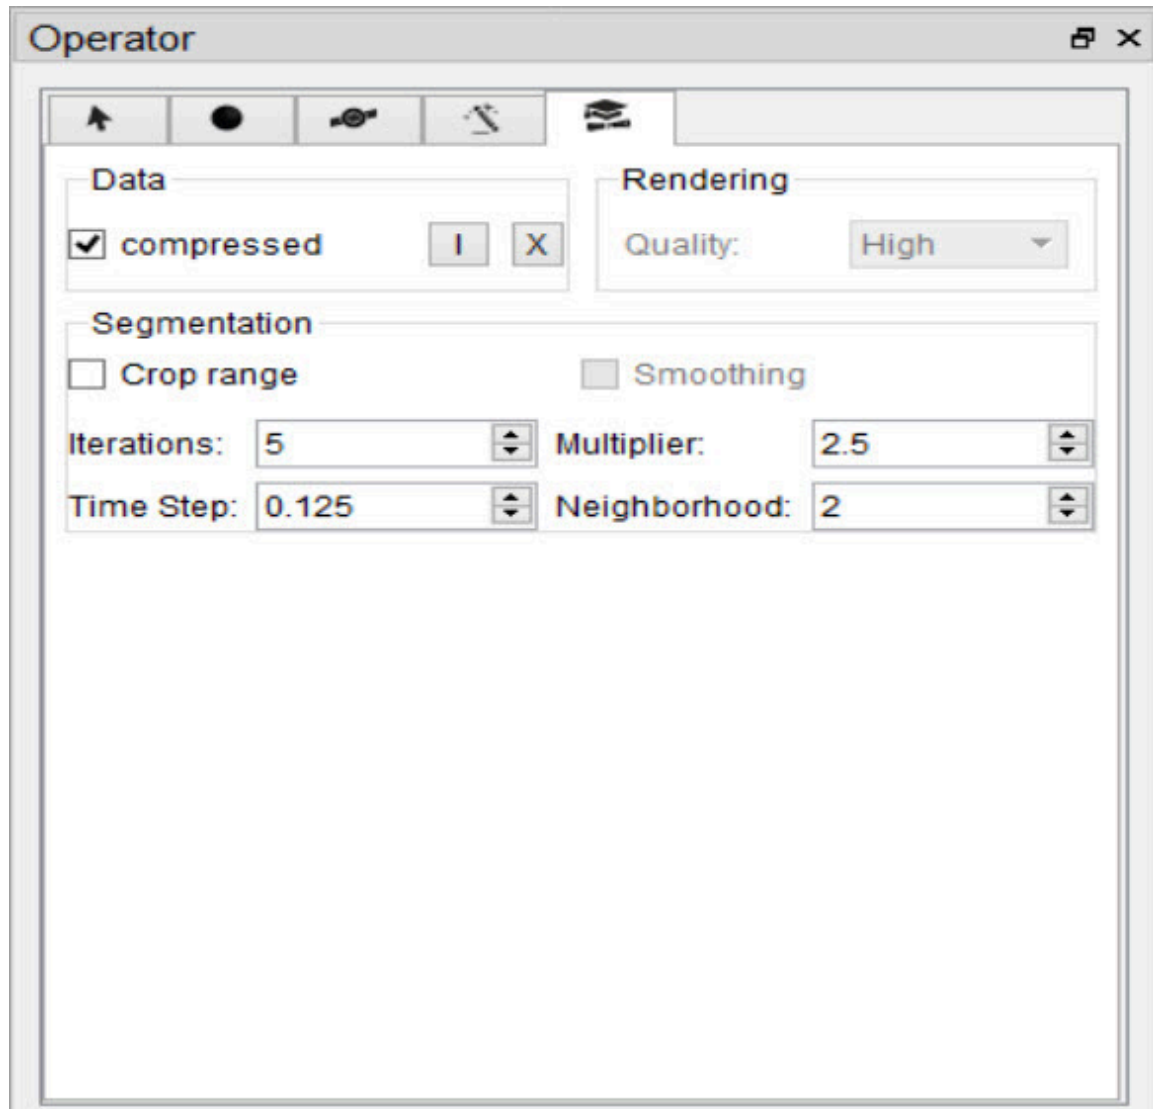 Operator
Data
Rendering
compressed I X Quality: High
Segmentation
Crop range Smoothing
Iterations: 5 Multiplier: 2.5
Time Step: 0.125 Neighborhood: 2